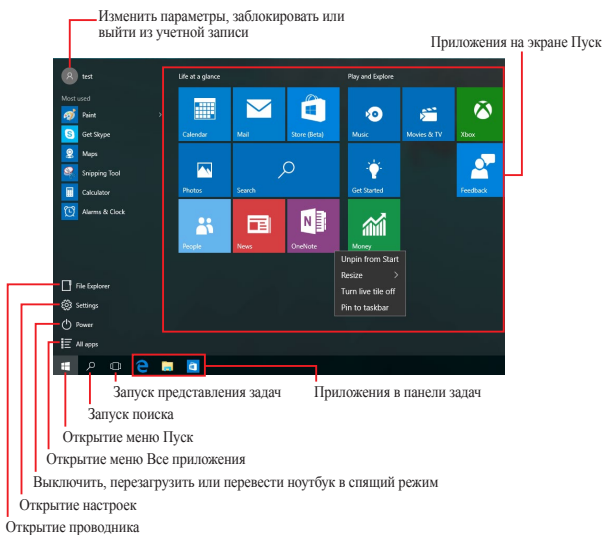 Изменить параметры, заблокировать или
выйти из учетной записи
Приложения на экране Пуск
test
Life at a glance
Play and Explore
Most used
Paint
Get Skype
Maps
Snipping Tool
Calculator
Alarms & Clock
Calendar
Mail
Store (Beta)
Music
Movies & TV
Xbox
Photos
Search
Get Started
Feedback
People
News
OneNote
Money
Unpin from Start
Resize
Turn live tile off
Pin to taskbar
File Explorer
Settings
Power
All apps
Запуск представления задач
Приложения в панели задач
Запуск поиска
Открытие меню Пуск
Открытие меню Все приложения
Выключить, перезагрузить или перевести ноутбук в спящий режим
Открытие настроек
Открытие проводника